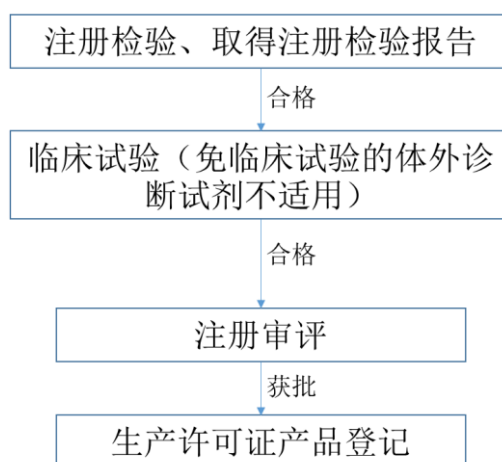 注册检验、取得注册检验报告
合格
临床试验（免临床试验的体外诊
断试剂不适用）
合格
注册审评
获批
生产许可证产品登记